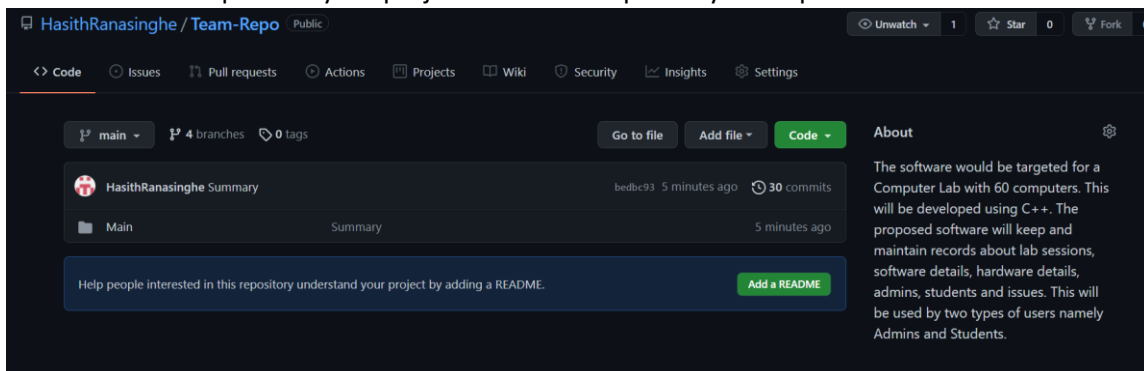 HasithRanasinghe / Team-Repo Public
Unwatch 1 Star 0 Fork
<> Code Issues Pull requests Actions Projects Wiki Security Insights Settings
main 4 branches 0 tags Go to file Add file Code
HasithRanasinghe Summary bedbc93 5 minutes ago 30 commits
Main Summary 5 minutes ago
Help people interested in this repository understand your project by adding a README. Add a README
About
The software would be targeted for a
Computer Lab with 60 computers. This
will be developed using C++. The
proposed software will keep and
maintain records about lab sessions,
software details, hardware details,
admins, students and issues. This will
be used by two types of users namely
Admins and Students.